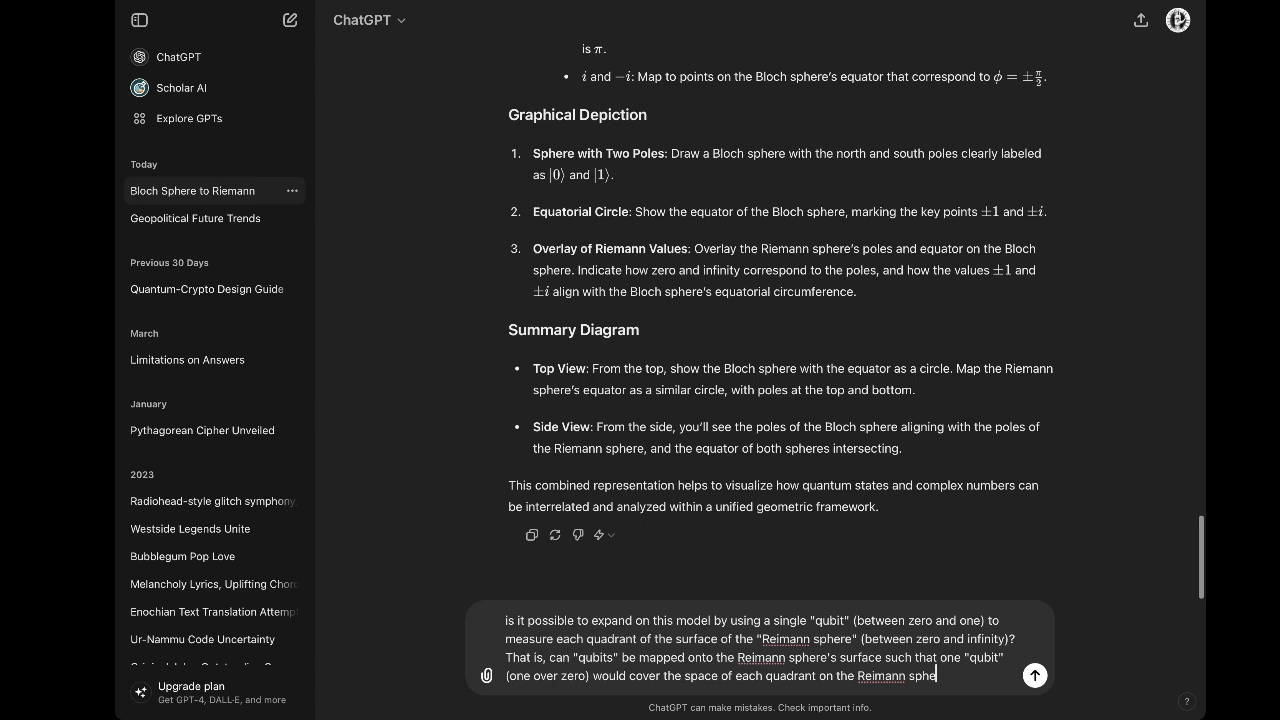 ChatGPT
Scholar AI
Explore GPTs
Today
Bloch Sphere to Riemann
Geopolitical Future Trends
Previous 30 Days
Quantum-Crypto Design Guide
March
Limitations on Answers
January
Pythagorean Cipher Unveiled
2023
Radiohead-style glitch symphony
Westside Legends Unite
Bubblegum Pop Love
Melancholy Lyrics, Uplifting Chor
Enochian Text Translation Attemp
Ur-Nammu Code Uncertainty
Upgrade plan
Get GPT-4, DALL·E, and more
ChatGPT
is π.
• i and −i: Map to points on the Bloch sphere's equator that correspond to ϕ = ±π/2.
Graphical Depiction
1. Sphere with Two Poles: Draw a Bloch sphere with the north and south poles clearly labeled
as |0⟩ and |1⟩.
2. Equatorial Circle: Show the equator of the Bloch sphere, marking the key points ±1 and ±i.
3. Overlay of Riemann Values: Overlay the Riemann sphere's poles and equator on the Bloch
sphere. Indicate how zero and infinity correspond to the poles, and how the values ±1 and
±i align with the Bloch sphere's equatorial circumference.
Summary Diagram
• Top View: From the top, show the Bloch sphere with the equator as a circle. Map the Riemann
sphere's equator as a similar circle, with poles at the top and bottom.
• Side View: From the side, you'll see the poles of the Bloch sphere aligning with the poles of
the Riemann sphere, and the equator of both spheres intersecting.
This combined representation helps to visualize how quantum states and complex numbers can
be interrelated and analyzed within a unified geometric framework.
is it possible to expand on this model by using a single "qubit" (between zero and one) to
measure each quadrant of the surface of the "Reimann sphere" (between zero and infinity)?
That is, can "qubits" be mapped onto the Reimann sphere's surface such that one "qubit"
(one over zero) would cover the space of each quadrant on the Reimann sphe
ChatGPT can make mistakes. Check important info.
?